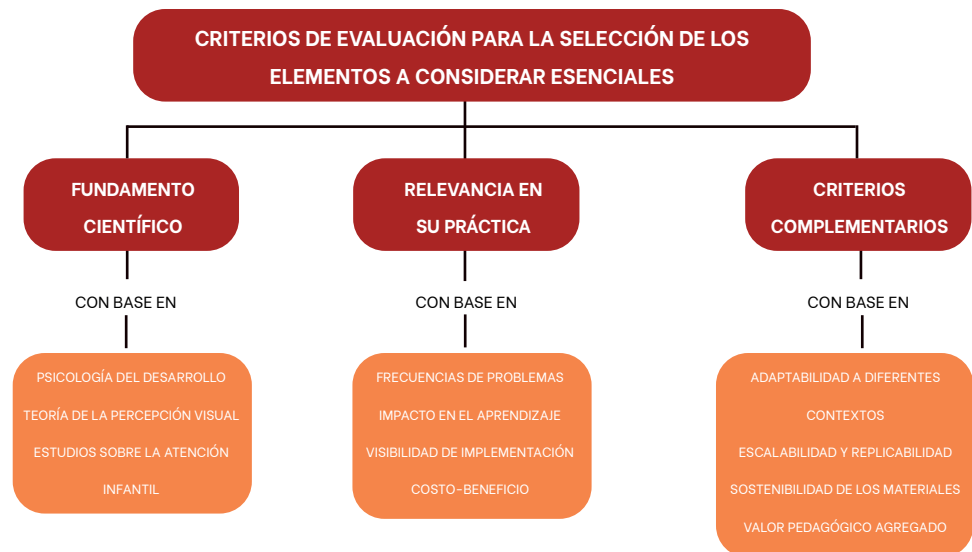 CRITERIOS DE EVALUACIÓN PARA LA SELECCIÓN DE LOS
ELEMENTOS A CONSIDERAR ESENCIALES
FUNDAMENTO
CIENTÍFICO
CON BASE EN
PSICOLOGÍA DEL DESARROLLO
TEORÍA DE LA PERCEPCIÓN VISUAL
ESTUDIOS SOBRE LA ATENCIÓN
INFANTIL
RELEVANCIA EN
SU PRÁCTICA
CON BASE EN
FRECUENCIAS DE PROBLEMAS
IMPACTO EN EL APRENDIZAJE
VISIBILIDAD DE IMPLEMENTACIÓN
COSTO-BENEFICIO
CRITERIOS
COMPLEMENTARIOS
CON BASE EN
ADAPTABILIDAD A DIFERENTES
CONTEXTOS
ESCALABILIDAD Y REPLICABILIDAD
SOSTENIBILIDAD DE LOS MATERIALES
VALOR PEDAGÓGICO AGREGADO